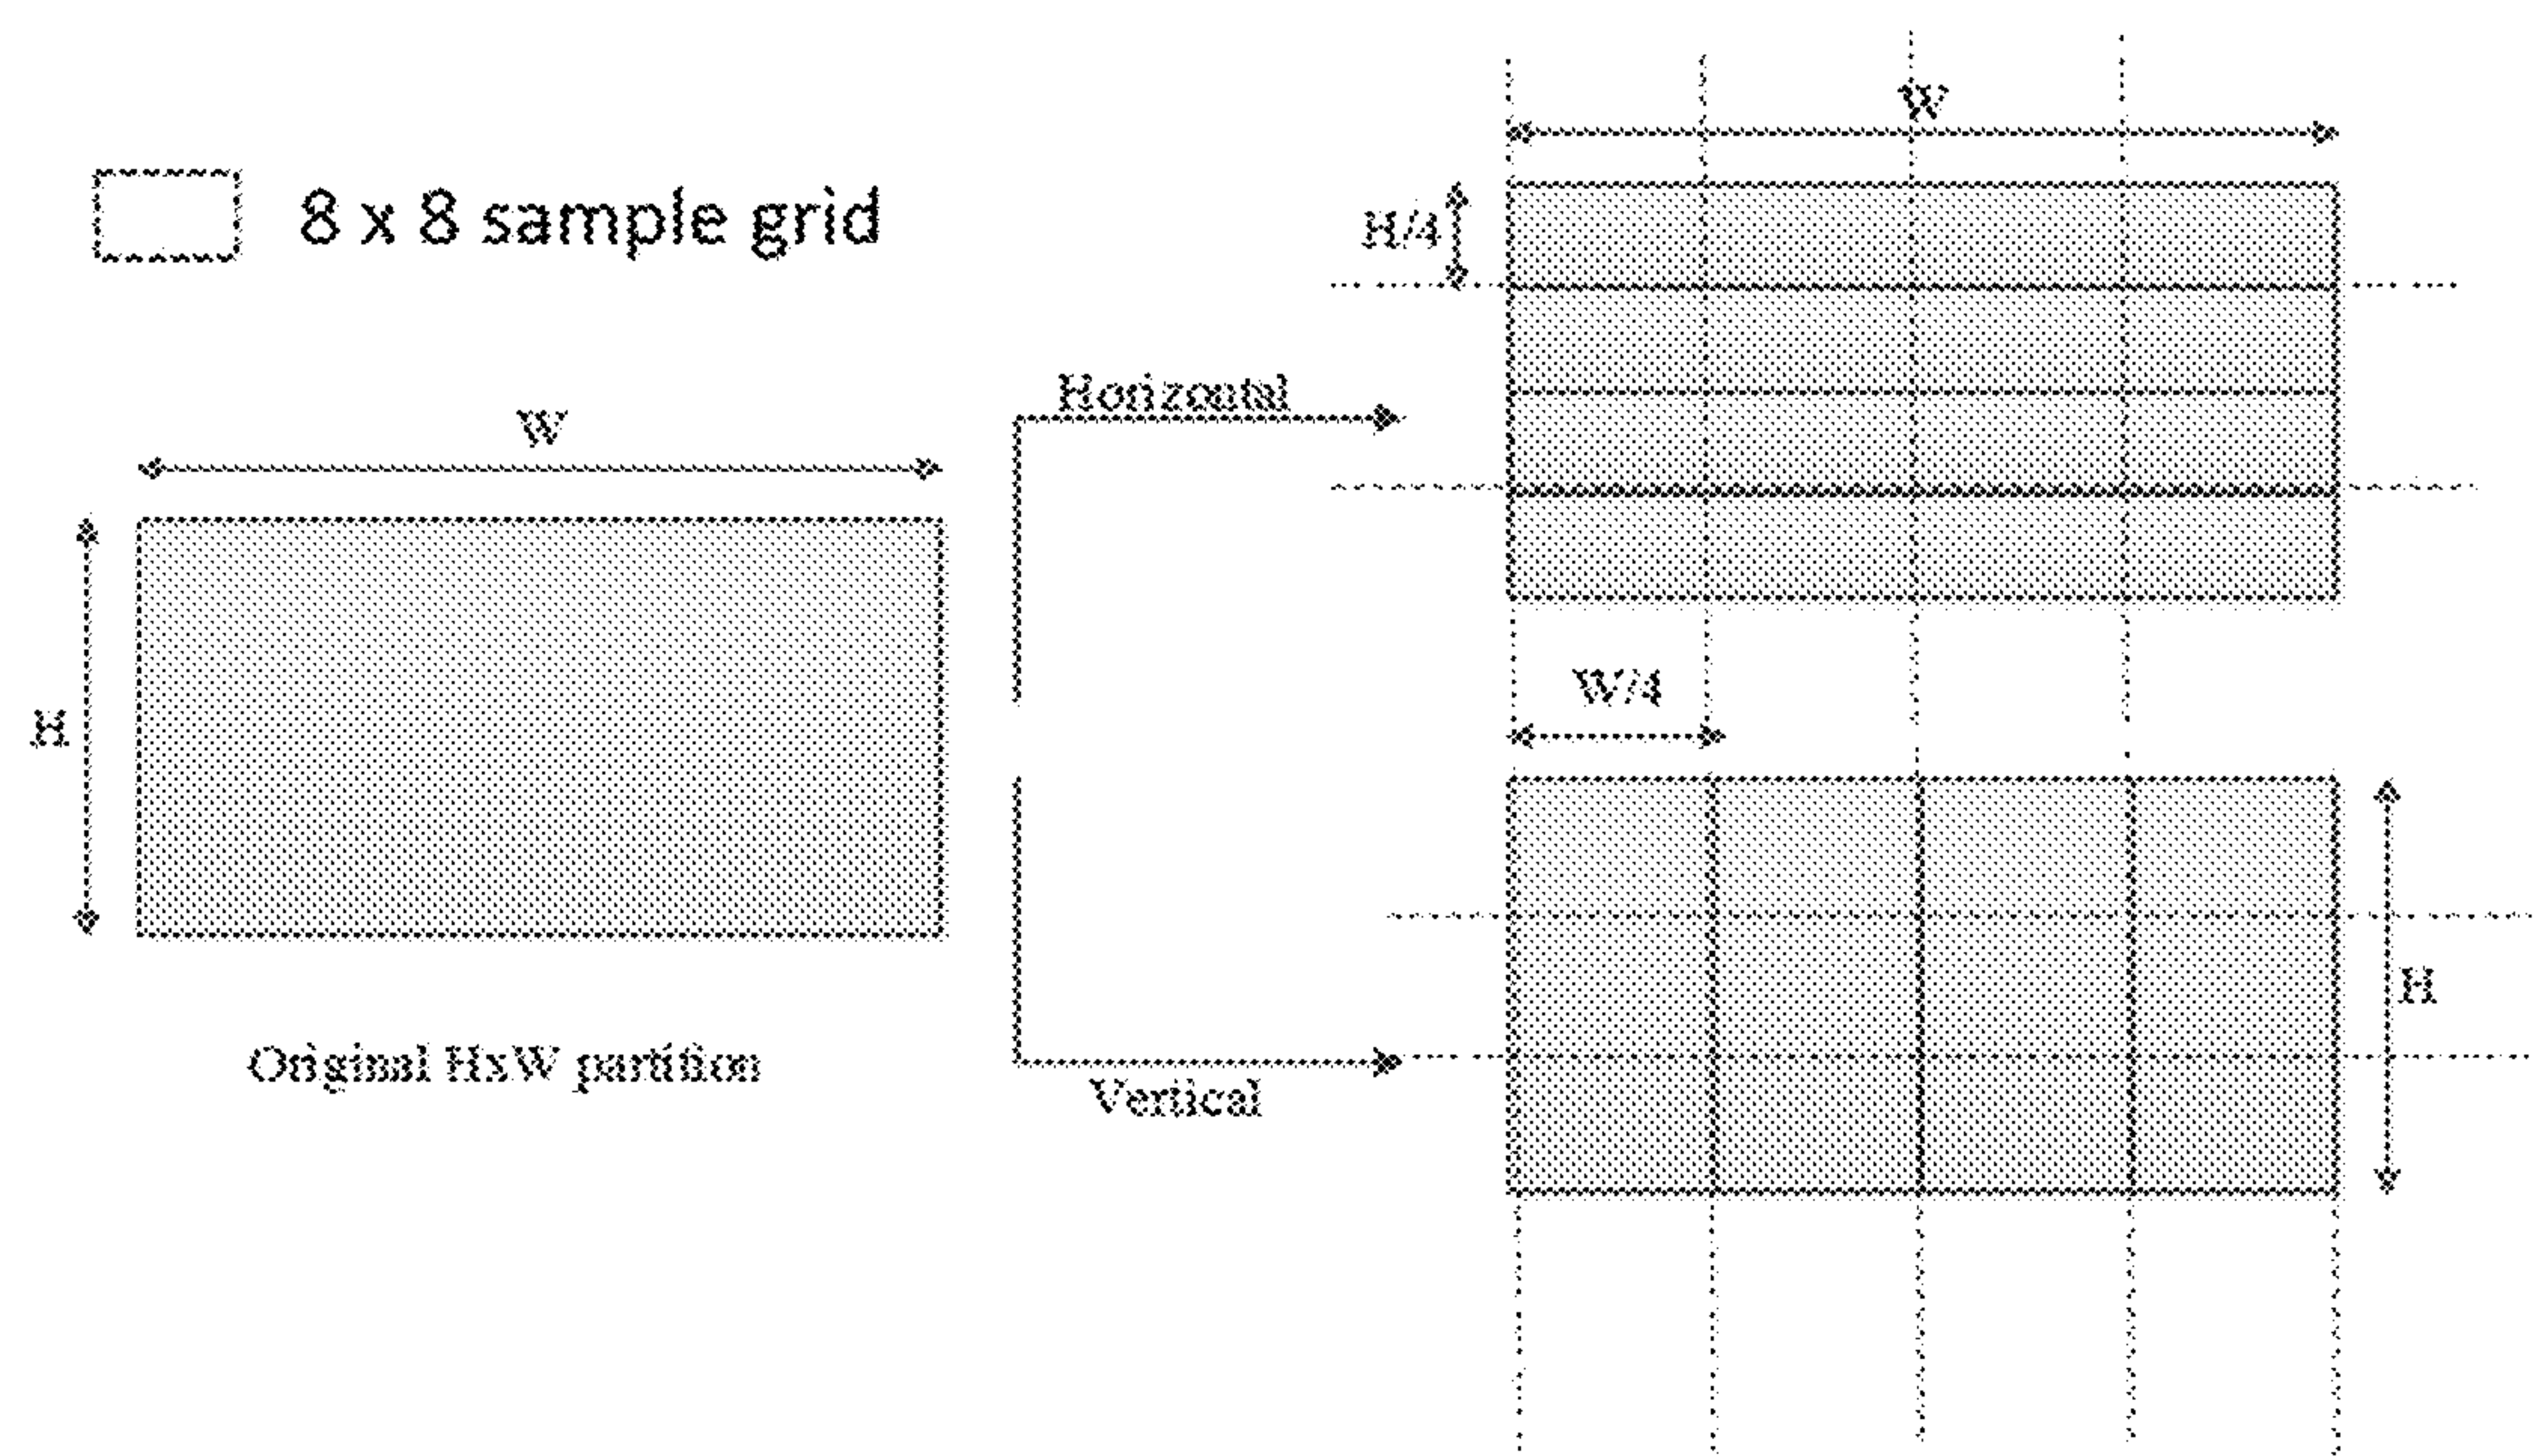 8 x 8 sample grid
W
H
Original HxW partition
Horizontal
Vertical
W
H/4
W/4
H